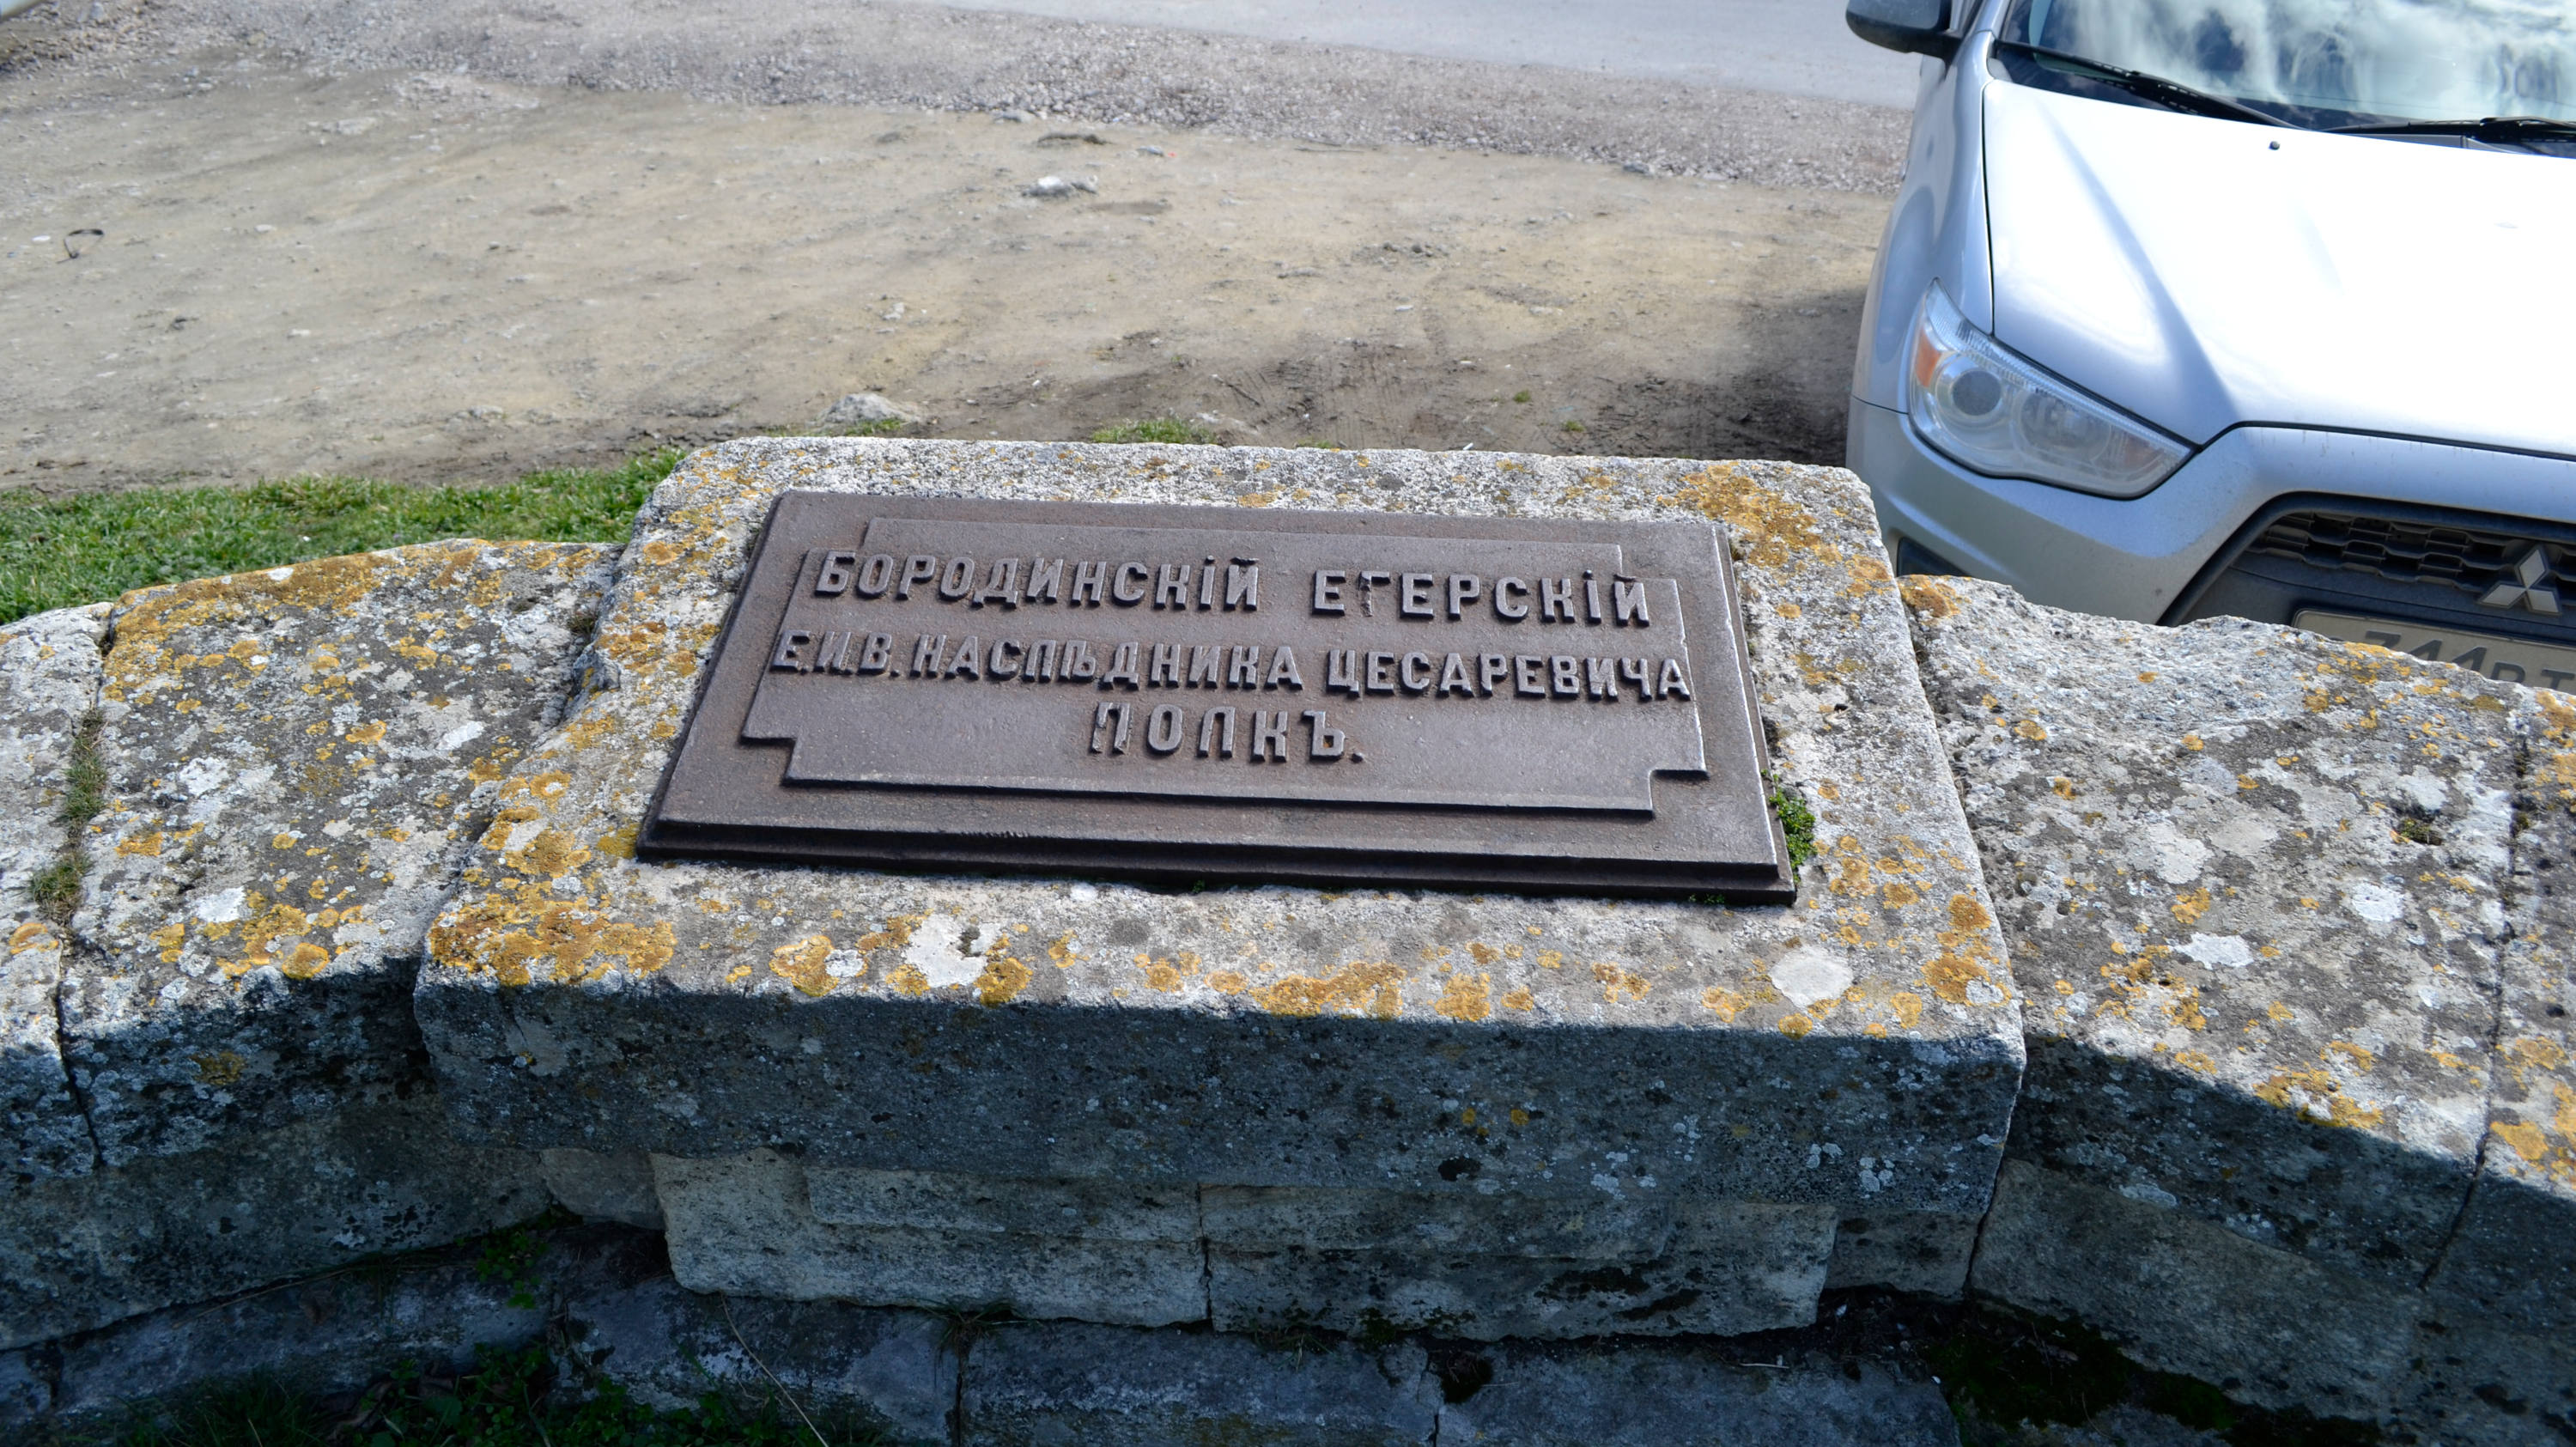 БОРОДИНСКІЙ ЕГЕРСКІЙ
Е.И.В. НАСЛѢДНИКА ЦЕСАРЕВИЧА
ПОЛКЪ.